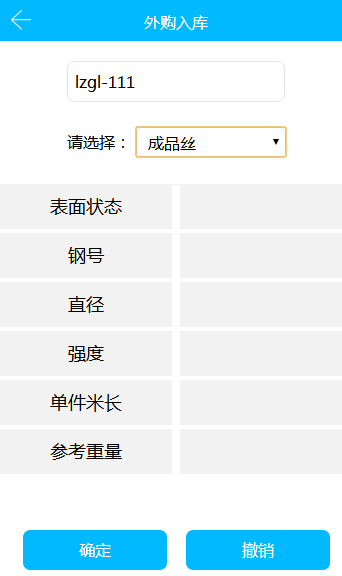 外购入库
lzgl-111
请选择： 成品丝
表面状态
钢号
直径
强度
单件米长
参考重量
确定 撤销